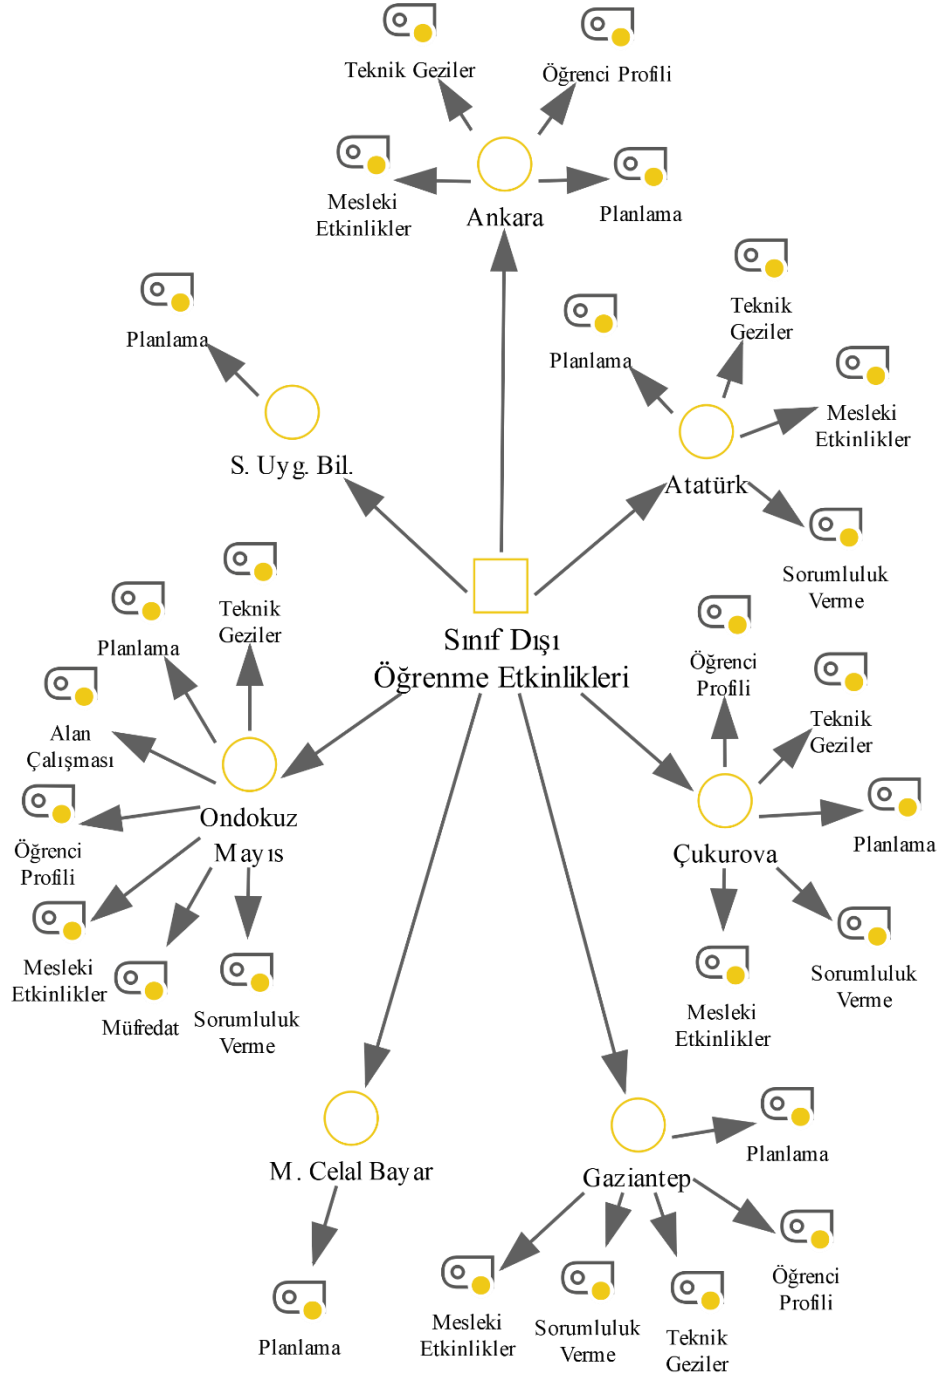 Teknik Geziler
Öğrenci Profili
Mesleki
Etkinlikler
Planlama
Ankara
Planlama
S. Uyg. Bil.
Teknik
Geziler
Planlama
Mesleki
Etkinlikler
Atatürk
Sorumluluk
Verme
Sınıf Dışı
Öğrenme Etkinlikleri
Teknik
Geziler
Planlama
Alan
Çalışması
Ondokuz
Mayıs
Öğrenci
Profili
Mesleki
Etkinlikler
Müfredat
Sorumluluk
Verme
Öğrenci
Profili
Teknik
Geziler
Planlama
Çukurova
Sorumluluk
Verme
Mesleki
Etkinlikler
M. Celal Bayar
Planlama
Gaziantep
Planlama
Öğrenci
Profili
Mesleki
Etkinlikler
Sorumluluk
Verme
Teknik
Geziler